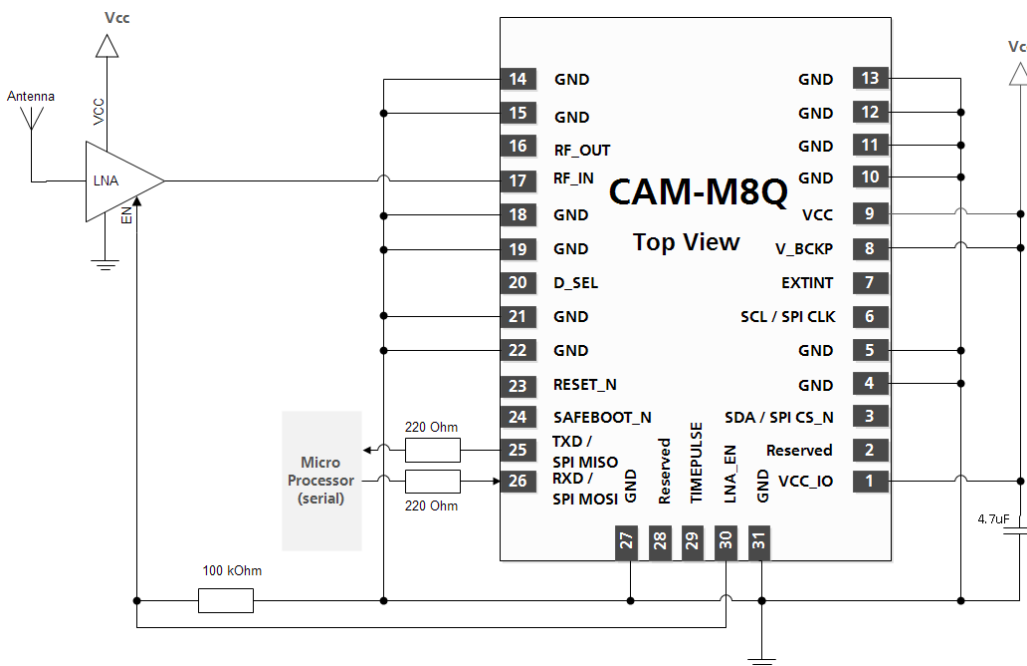 Vcc
Antenna
VCC
LNA
EN
14
GND
15
GND
16
RF_OUT
17
RF_IN
18
GND
19
GND
20
D_SEL
21
GND
22
GND
23
RESET_N
24
SAFEBOOT_N
25
TXD /
SPI MISO
26
RXD /
SPI MOSI
CAM-M8Q
Top View
GND
13
GND
12
GND
11
GND
10
VCC
9
V_BCKP
8
EXTINT
7
SCL / SPI CLK
6
GND
5
GND
4
SDA / SPI CS_N
3
Reserved
2
VCC_IO
1
GND
27
Reserved
28
TIMEPULSE
29
LNA_EN
30
GND
31
Micro
Processor
(serial)
220 Ohm
220 Ohm
100 kOhm
4.7uF